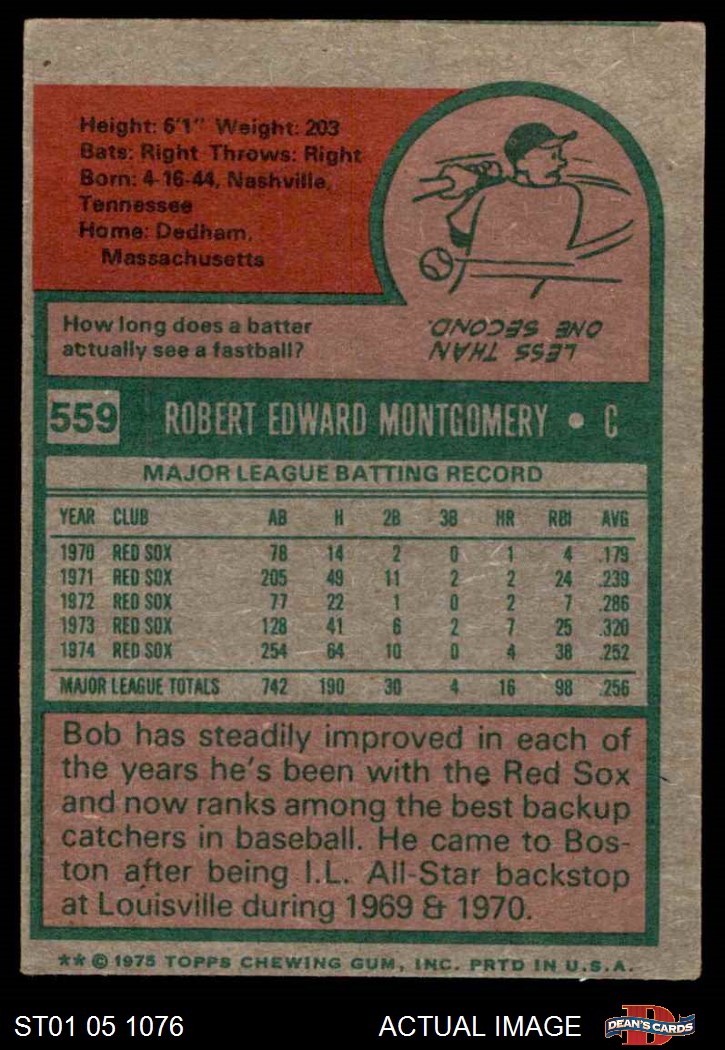 Height: 6'1" Weight: 203
Bats: Right Throws: Right
Born: 4-16-44, Nashville,
Tennessee
Home: Dedham,
Massachusetts
How long does a batter
actually see a fastball?
LESS THAN
ONE SECOND.
559 ROBERT EDWARD MONTGOMERY • C
MAJOR LEAGUE BATTING RECORD
YEAR CLUB AB H 2B 3B HR RBI AVG
1970 RED SOX 78 14 2 0 1 4 .179
1971 RED SOX 205 49 11 2 2 24 .239
1972 RED SOX 77 22 1 0 2 7 .286
1973 RED SOX 128 41 6 2 7 25 .320
1974 RED SOX 254 64 10 0 4 38 .252
MAJOR LEAGUE TOTALS 742 190 30 4 16 98 .256
Bob has steadily improved in each of
the years he's been with the Red Sox
and now ranks among the best backup
catchers in baseball. He came to Bos-
ton after being I.L. All-Star backstop
at Louisville during 1969 & 1970.
** © 1975 TOPPS CHEWING GUM, INC. PRTD IN U.S.A.
ST01 05 1076 ACTUAL IMAGE D DEAN'S CARDS